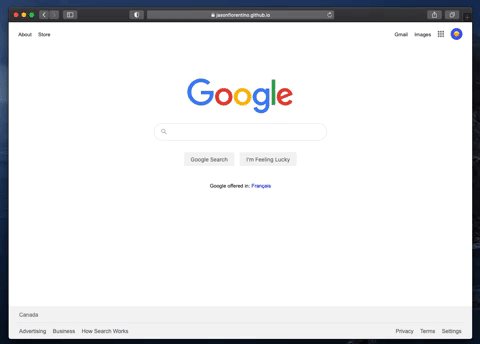 jasonfiorentino.github.io
About Store Gmail Images
Google
Google Search I'm Feeling Lucky
Google offered in: Français
Canada
Advertising Business How Search Works Privacy Terms Settings